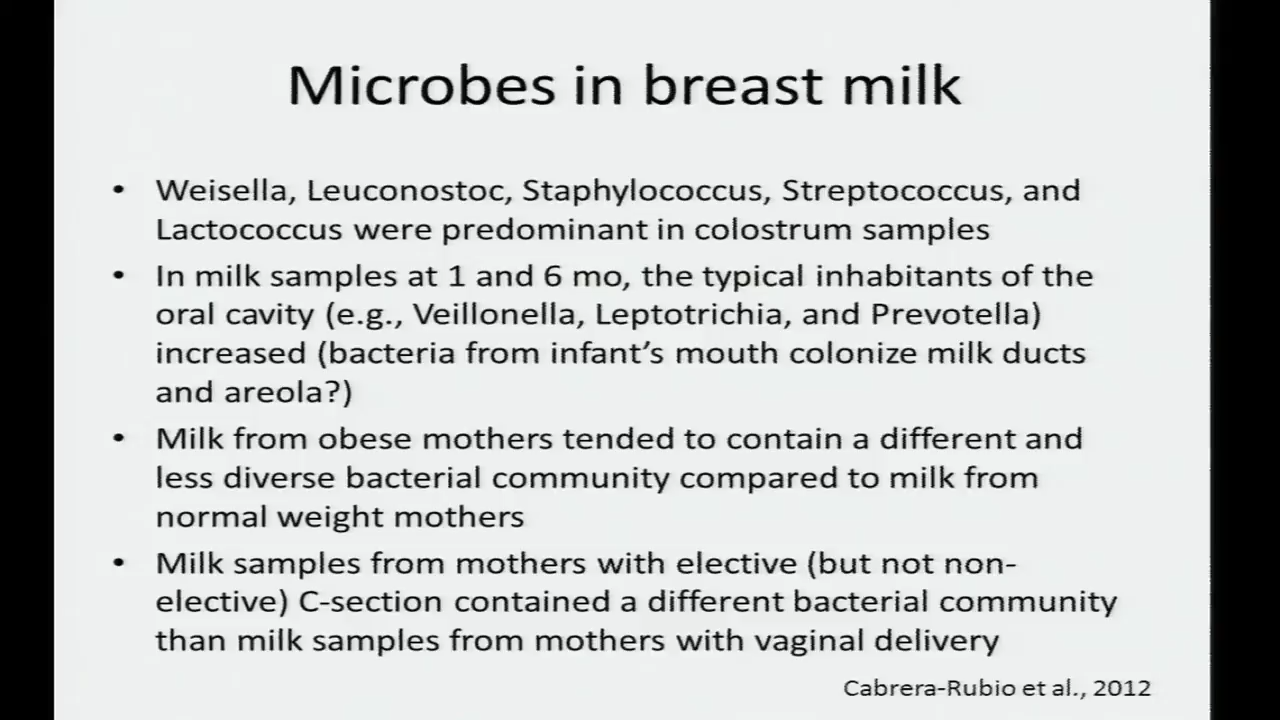 Microbes in breast milk
• Weisella, Leuconostoc, Staphylococcus, Streptococcus, and
Lactococcus were predominant in colostrum samples
• In milk samples at 1 and 6 mo, the typical inhabitants of the
oral cavity (e.g., Veillonella, Leptotrichia, and Prevotella)
increased (bacteria from infant’s mouth colonize milk ducts
and areola?)
• Milk from obese mothers tended to contain a different and
less diverse bacterial community compared to milk from
normal weight mothers
• Milk samples from mothers with elective (but not non-
elective) C-section contained a different bacterial community
than milk samples from mothers with vaginal delivery
Cabrera-Rubio et al., 2012